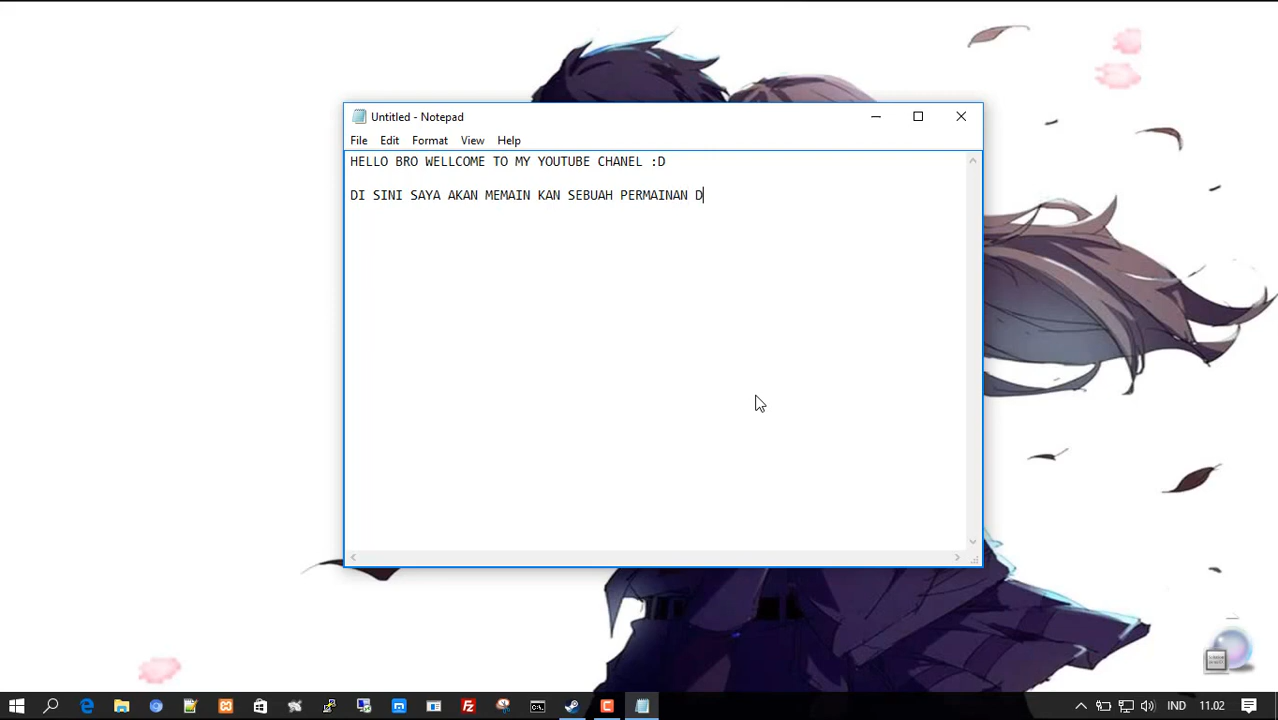 Untitled - Notepad
File Edit Format View Help
HELLO BRO WELLCOME TO MY YOUTUBE CHANEL :D
DI SINI SAYA AKAN MEMAIN KAN SEBUAH PERMAINAN D
IND 11.02